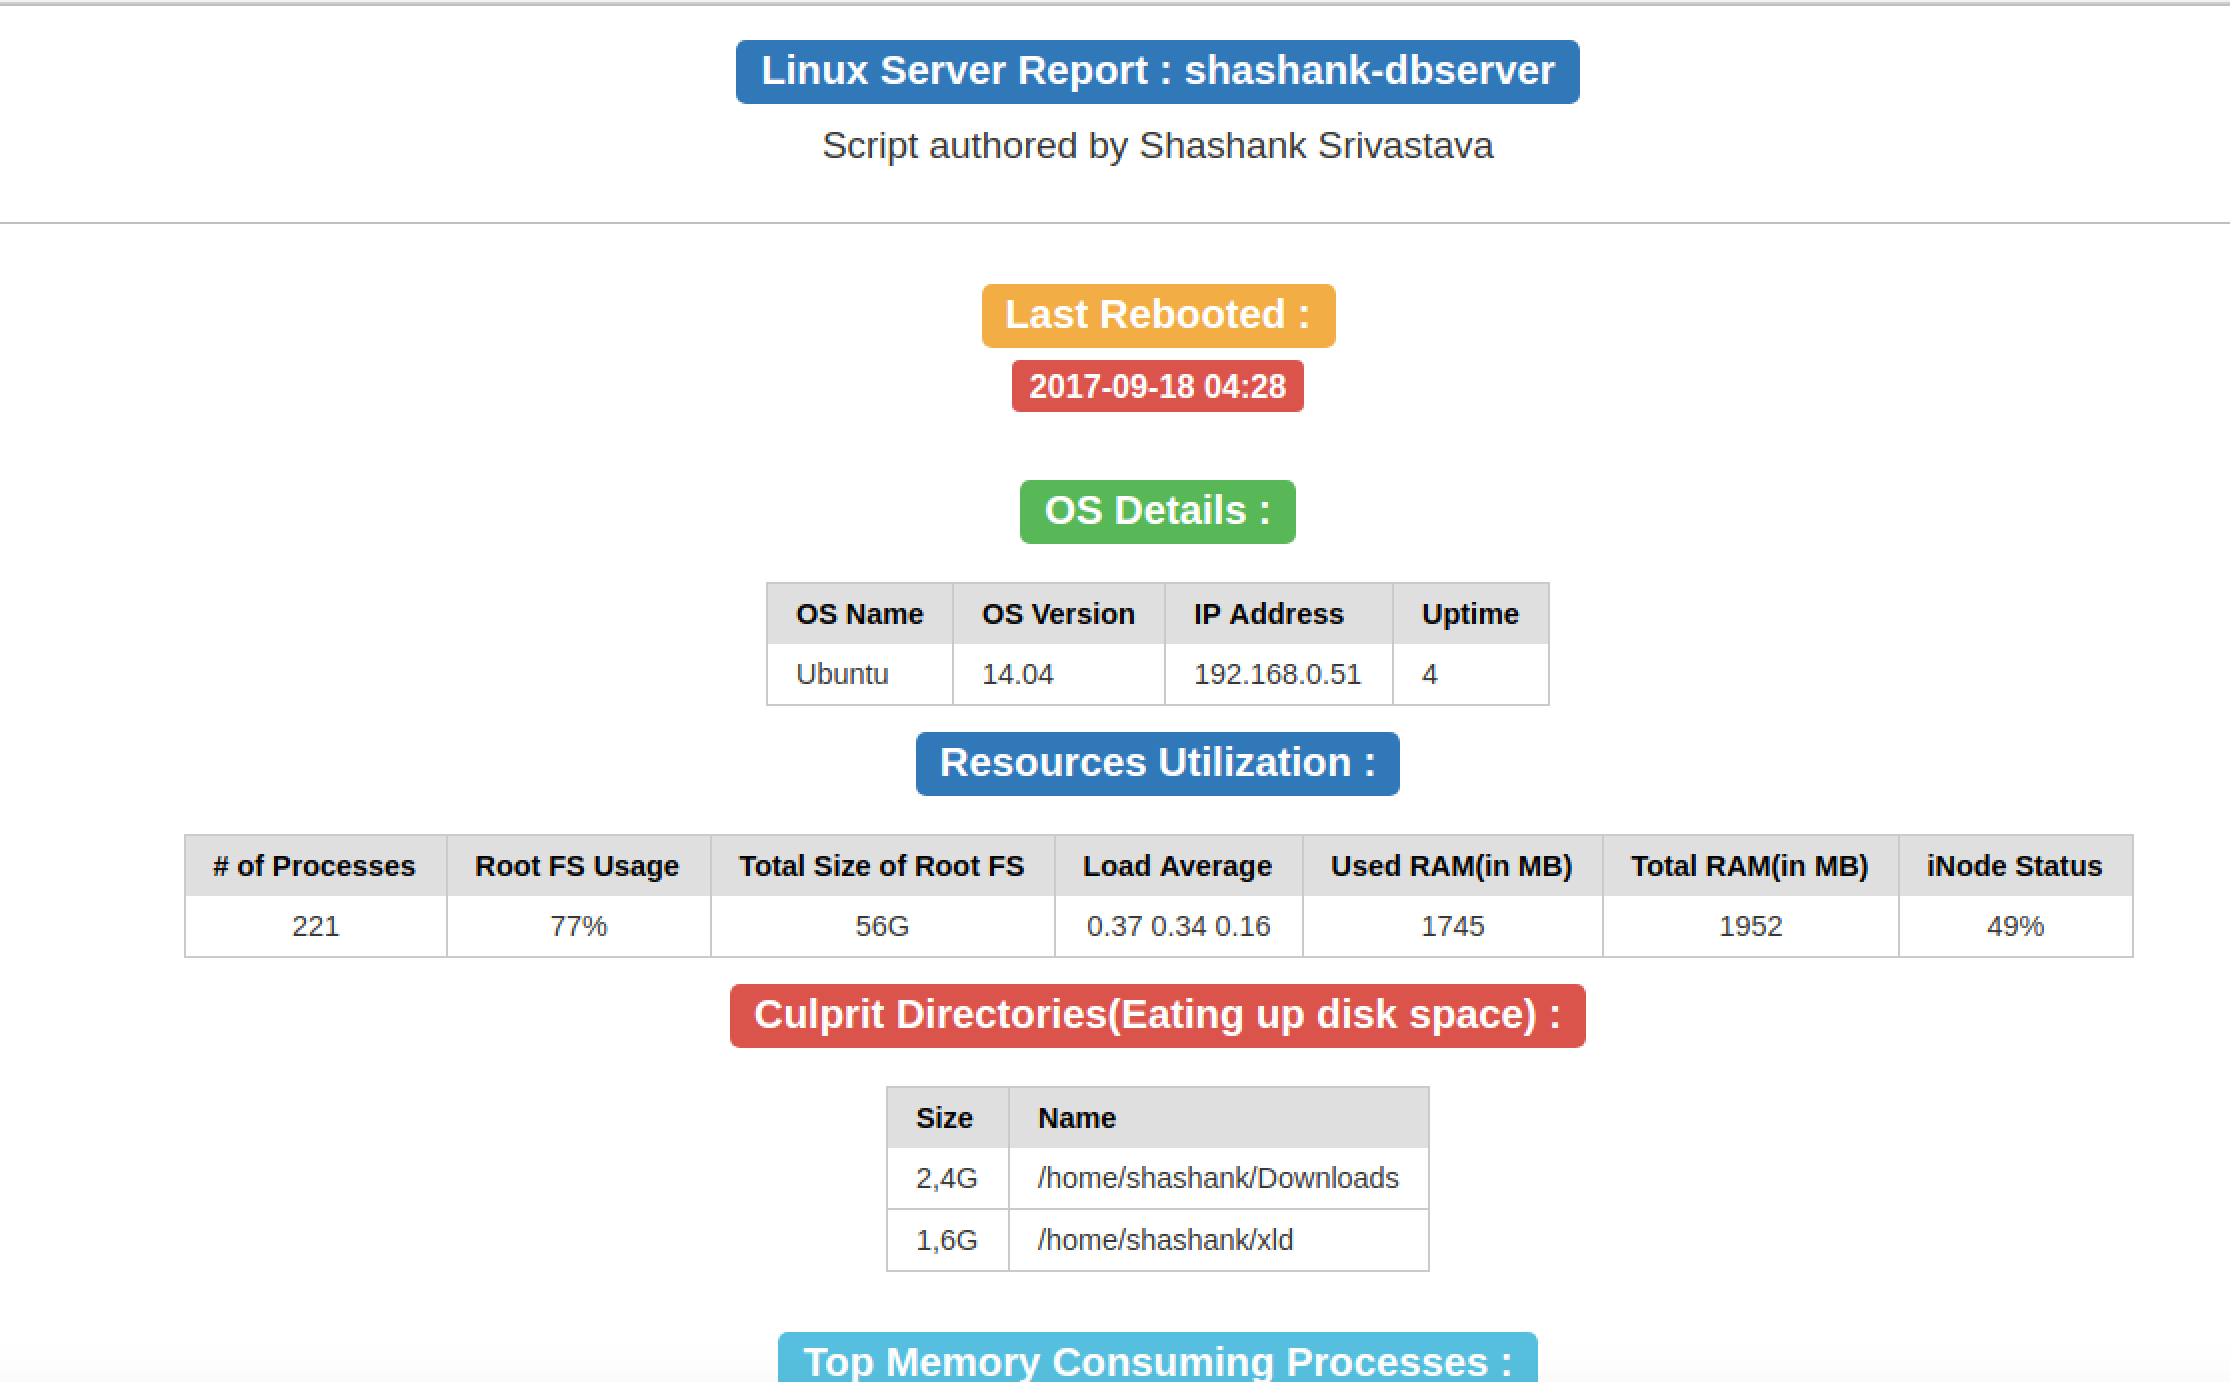 Linux Server Report : shashank-dbserver
Script authored by Shashank Srivastava
Last Rebooted :
2017-09-18 04:28
OS Details :
OS Name OS Version IP Address Uptime
Ubuntu 14.04 192.168.0.51 4
Resources Utilization :
# of Processes Root FS Usage Total Size of Root FS Load Average Used RAM(in MB) Total RAM(in MB) iNode Status
221 77% 56G 0.37 0.34 0.16 1745 1952 49%
Culprit Directories(Eating up disk space) :
Size Name
2,4G /home/shashank/Downloads
1,6G /home/shashank/xld
Top Memory Consuming Processes :